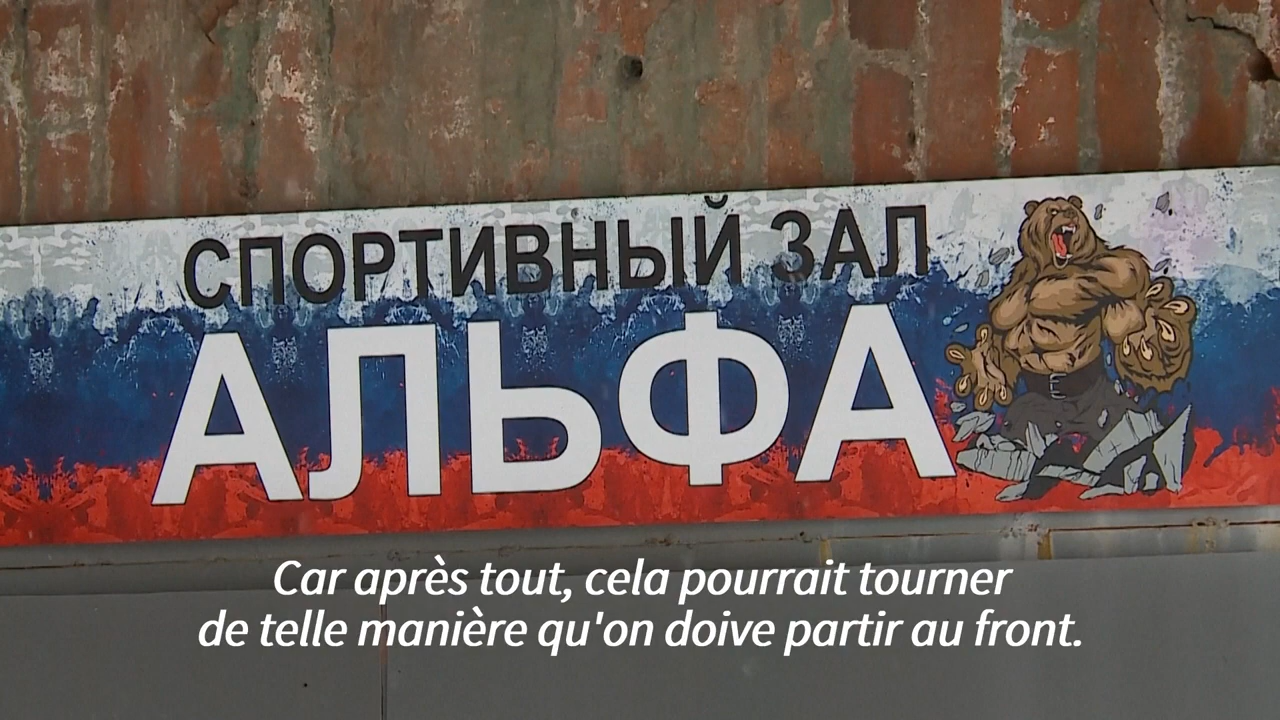 СПОРТИВНЫЙ ЗАЛ
АЛЬФА
Car après tout, cela pourrait tourner
de telle manière qu'on doive partir au front.